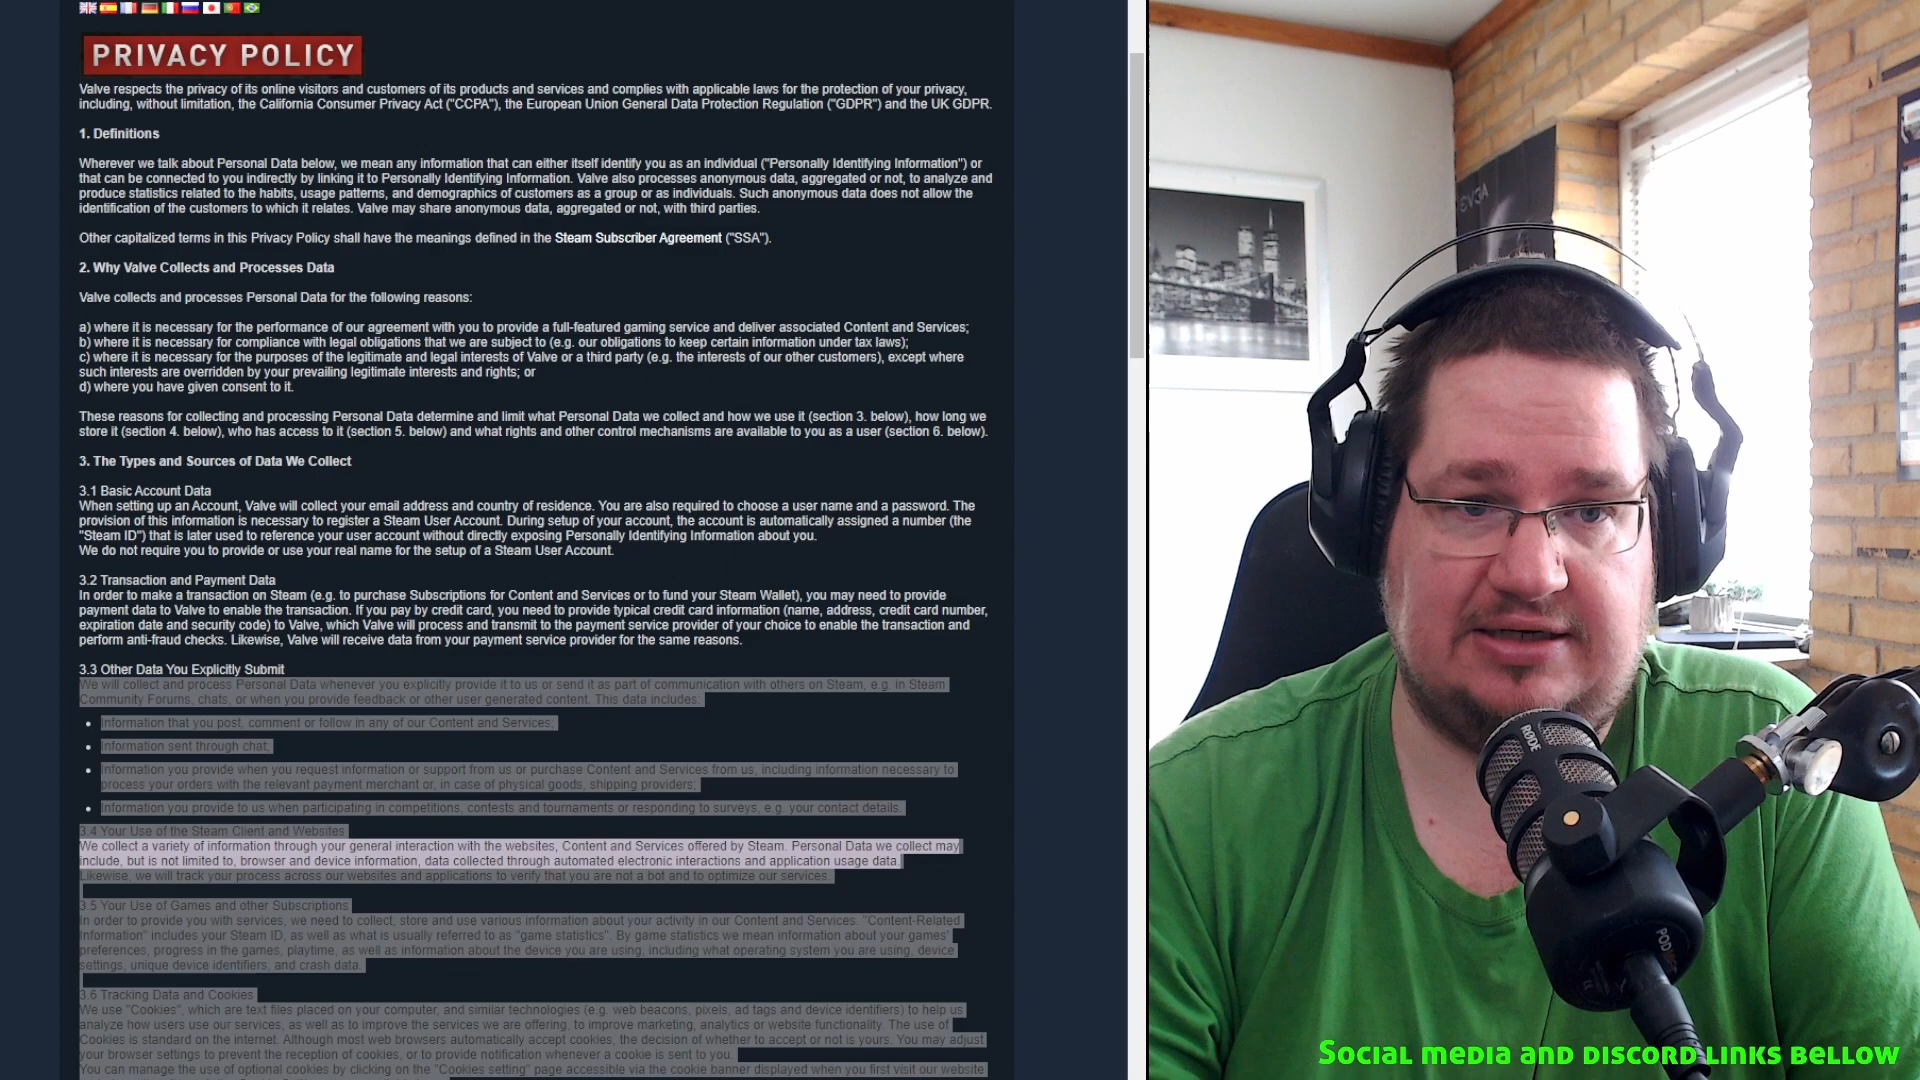 PRIVACY POLICY
Valve respects the privacy of its online visitors and customers of its products and services and complies with applicable laws for the protection of your privacy,
including, without limitation, the California Consumer Privacy Act ("CCPA"), the European Union General Data Protection Regulation ("GDPR") and the UK GDPR.
1. Definitions
Wherever we talk about Personal Data below, we mean any information that can either itself identify you as an individual ("Personally Identifying Information") or
that can be connected to you indirectly by linking it to Personally Identifying Information. Valve also processes anonymous data, aggregated or not, to analyze and
produce statistics related to the habits, usage patterns, and demographics of customers as a group or as individuals. Such anonymous data does not allow the
identification of the customers to which it relates. Valve may share anonymous data, aggregated or not, with third parties.
Other capitalized terms in this Privacy Policy shall have the meanings defined in the Steam Subscriber Agreement ("SSA").
2. Why Valve Collects and Processes Data
Valve collects and processes Personal Data for the following reasons:
a) where it is necessary for the performance of our agreement with you to provide a full-featured gaming service and deliver associated Content and Services;
b) where it is necessary for compliance with legal obligations that we are subject to (e.g. our obligations to keep certain information under tax laws);
c) where it is necessary for the purposes of the legitimate and legal interests of Valve or a third party (e.g. the interests of our other customers), except where
such interests are overridden by your prevailing legitimate interests and rights; or
d) where you have given consent to it.
These reasons for collecting and processing Personal Data determine and limit what Personal Data we collect and how we use it (section 3. below), how long we
store it (section 4. below), who has access to it (section 5. below) and what rights and other control mechanisms are available to you as a user (section 6. below).
3. The Types and Sources of Data We Collect
3.1 Basic Account Data
When setting up an Account, Valve will collect your email address and country of residence. You are also required to choose a user name and a password. The
provision of this information is necessary to register a Steam User Account. During setup of your account, the account is automatically assigned a number (the
"Steam ID") that is later used to reference your user account without directly exposing Personally Identifying Information about you.
We do not require you to provide or use your real name for the setup of a Steam User Account.
3.2 Transaction and Payment Data
In order to make a transaction on Steam (e.g. to purchase Subscriptions for Content and Services or to fund your Steam Wallet), you may need to provide
payment data to Valve to enable the transaction. If you pay by credit card, you need to provide typical credit card information (name, address, credit card number,
expiration date and security code) to Valve, which Valve will process and transmit to the payment service provider of your choice to enable the transaction and
perform anti-fraud checks. Likewise, Valve will receive data from your payment service provider for the same reasons.
3.3 Other Data You Explicitly Submit
We will collect and process Personal Data whenever you explicitly provide it to us or send it as part of communication with others on Steam, e.g. in Steam
Community Forums, chats, or when you provide feedback or other user generated content. This data includes:
Information that you post, comment or follow in any of our Content and Services;
Information sent through chat;
Information you provide when you request information or support from us or purchase Content and Services from us, including information necessary to
process your orders with the relevant payment merchant or, in case of physical goods, shipping providers;
Information you provide to us when participating in competitions, contests and tournaments or responding to surveys, e.g. your contact details.
3.4 Your Use of the Steam Client and Websites
We collect a variety of information through your general interaction with the websites, Content and Services offered by Steam. Personal Data we collect may
include, but is not limited to, browser and device information, data collected through automated electronic interactions and application usage data.
Likewise, we will track your process across our websites and applications to verify that you are not a bot and to optimize our services.
3.5 Your Use of Games and other Subscriptions
In order to provide you with services, we need to collect, store and use various information about your activity in our Content and Services. "Content-Related
Information" includes your Steam ID, as well as what is usually referred to as "game statistics". By game statistics we mean information about your games'
preferences, progress in the games, playtime, as well as information about the device you are using, including what operating system you are using, device
settings, unique device identifiers, and crash data.
3.6 Tracking Data and Cookies
We use "Cookies", which are text files placed on your computer, and similar technologies (e.g. web beacons, pixels, ad tags and device identifiers) to help us
analyze how users use our services, as well as to improve the services we are offering, to improve marketing, analytics or website functionality. The use of
Cookies is standard on the internet. Although most web browsers automatically accept cookies, the decision of whether to accept or not is yours. You may adjust
your browser settings to prevent the reception of cookies, or to provide notification whenever a cookie is sent to you.
You can manage the use of optional cookies by clicking on the "Cookies setting" page accessible via the cookie banner displayed when you first visit our website
RØDE
Social media and discord links bellow